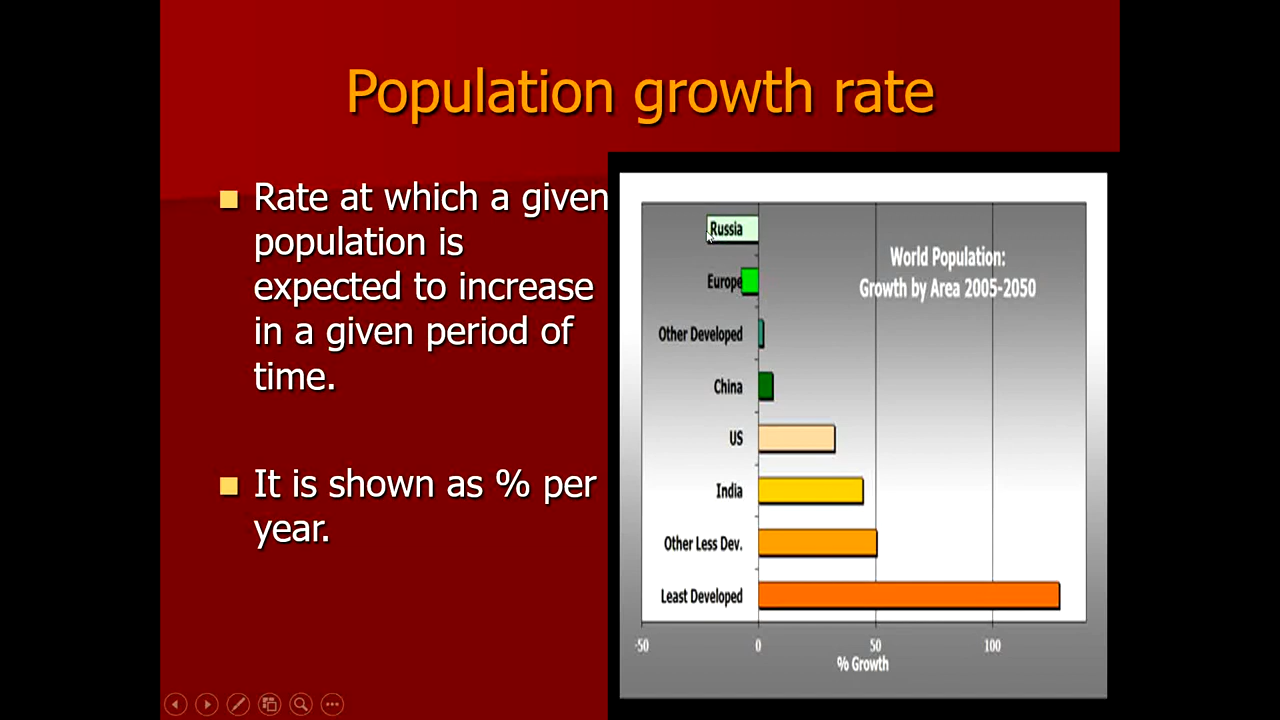 Population growth rate
Rate at which a given
population is
expected to increase
in a given period of
time.
It is shown as % per
year.
World Population:
Growth by Area 2005-2050
Russia
Europe
Other Developed
China
US
India
Other Less Dev.
Least Developed
-50 0 50 100
% Growth